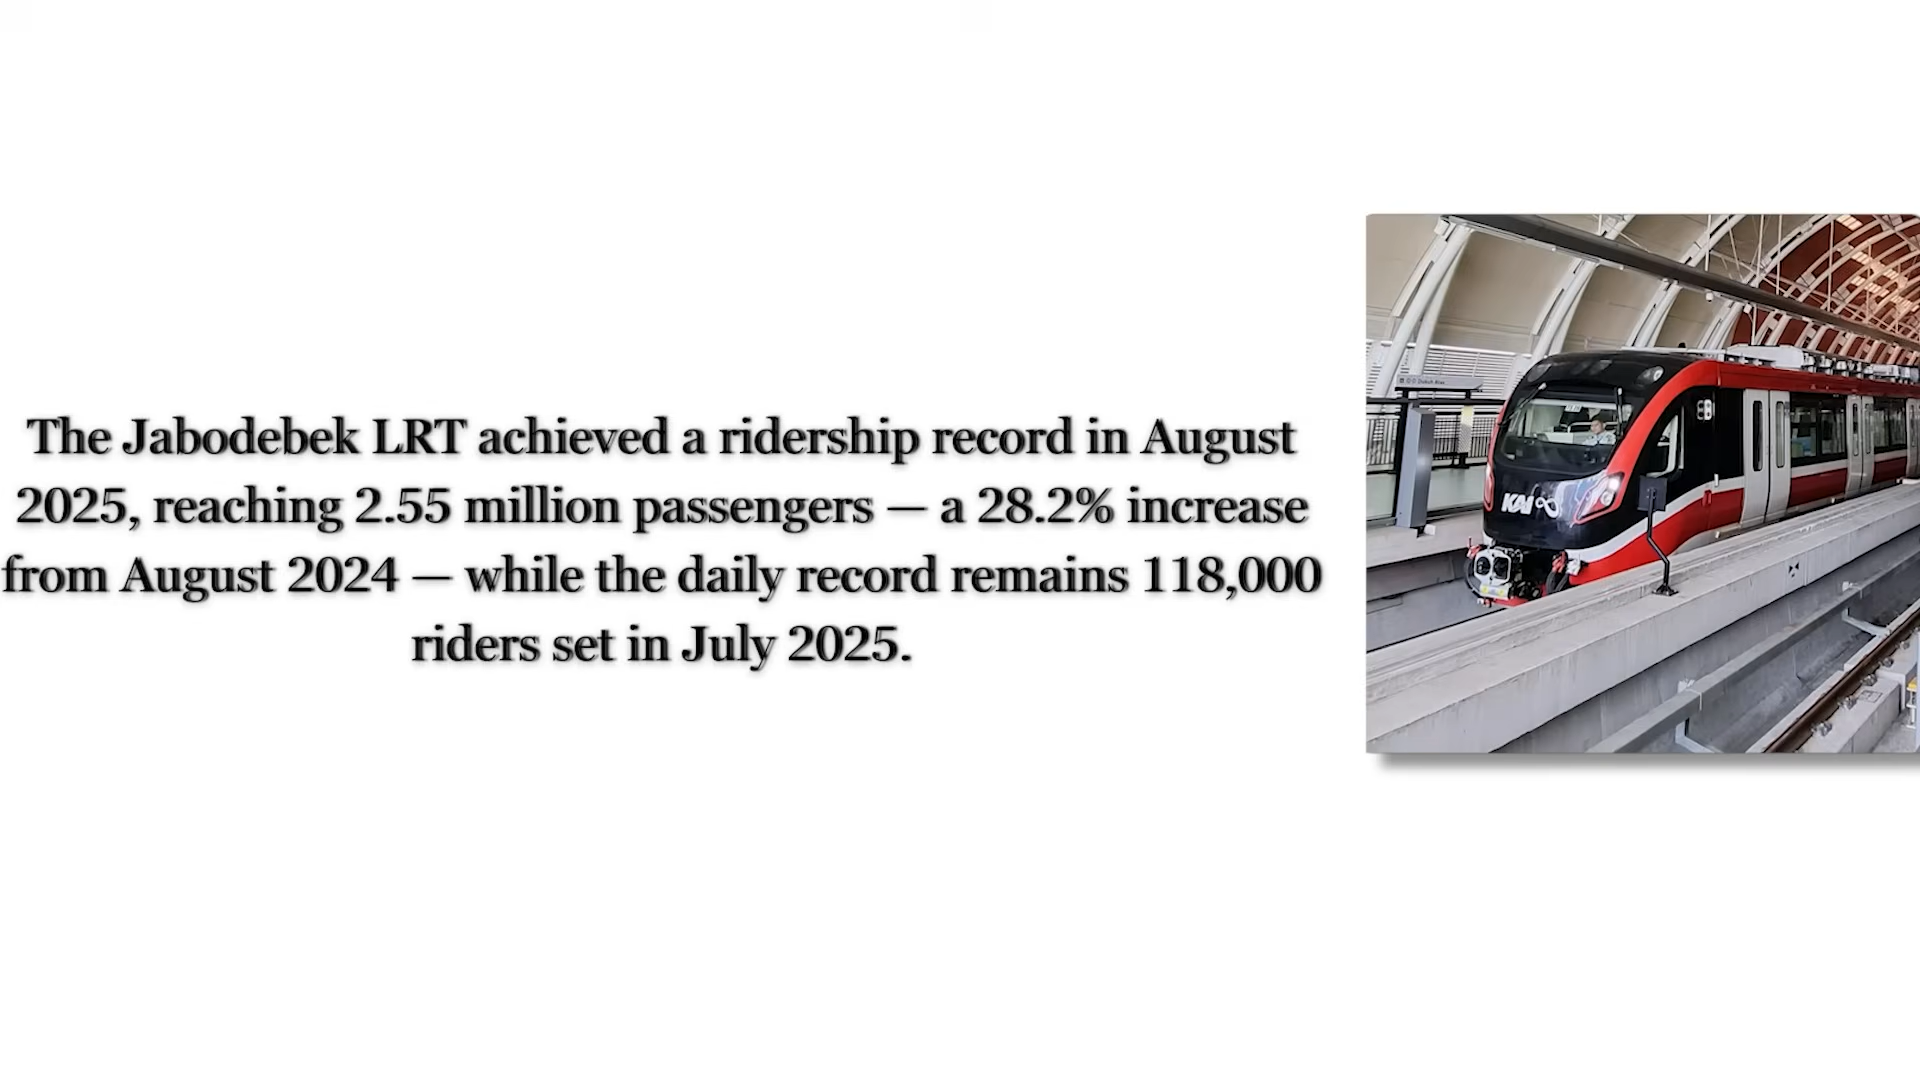 The Jabodebek LRT achieved a ridership record in August
2025, reaching 2.55 million passengers — a 28.2% increase
from August 2024 — while the daily record remains 118,000
riders set in July 2025.
KAI